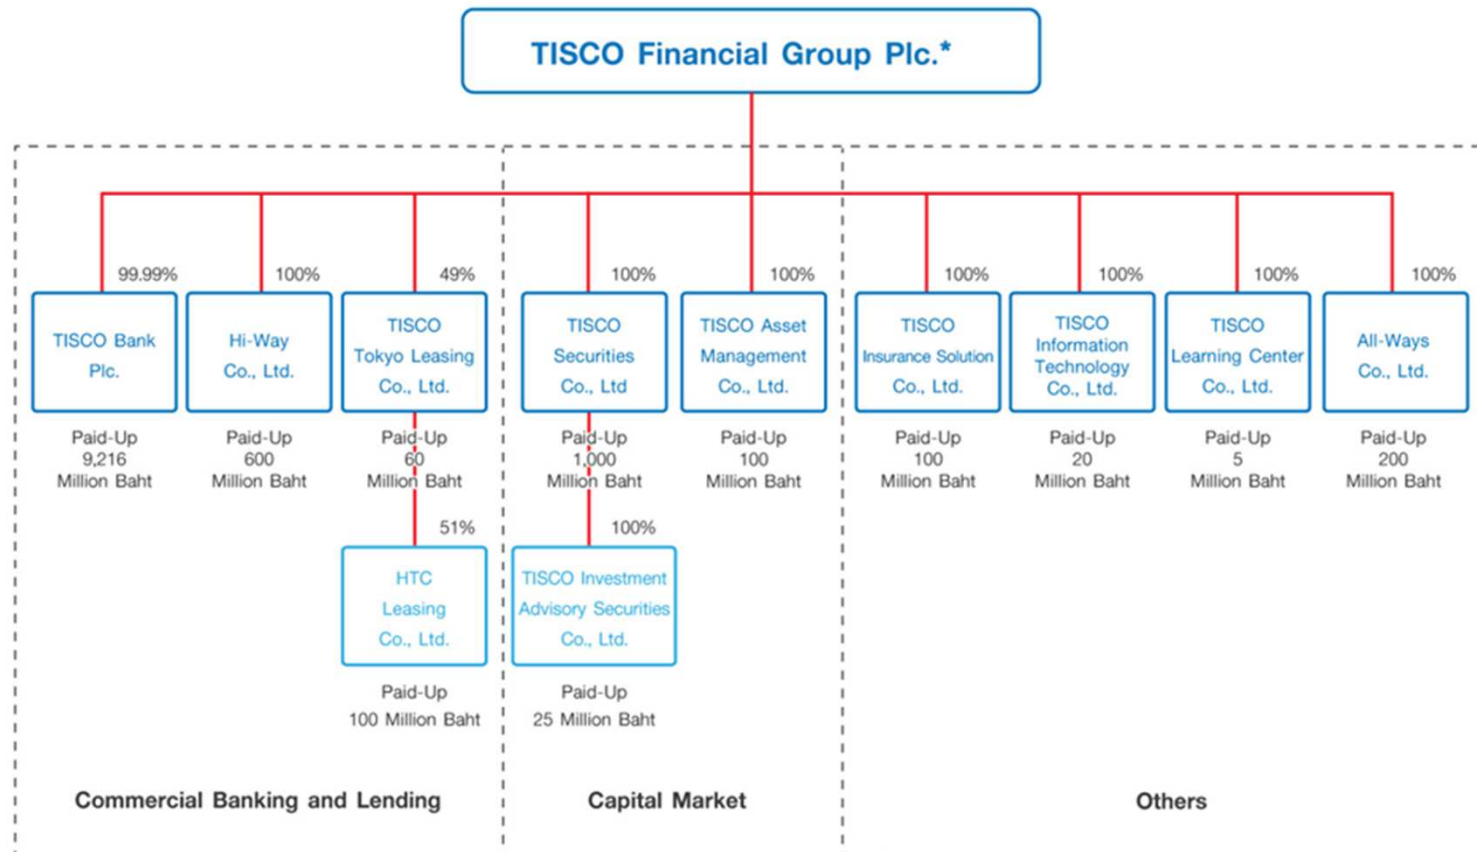 TISCO Financial Group Plc.*
99.99%
100%
49%
100%
100%
100%
100%
100%
100%
TISCO Bank
Plc.
Hi-Way
Co., Ltd.
TISCO
Tokyo Leasing
Co., Ltd.
TISCO
Securities
Co., Ltd
TISCO Asset
Management
Co., Ltd.
TISCO
Insurance Solution
Co., Ltd.
TISCO
Information
Technology
Co., Ltd.
TISCO
Learning Center
Co., Ltd.
All-Ways
Co., Ltd.
Paid-Up
9,216
Million Baht
Paid-Up
600
Million Baht
Paid-Up
60
Million Baht
Paid-Up
1,000
Million Baht
Paid-Up
100
Million Baht
Paid-Up
100
Million Baht
Paid-Up
20
Million Baht
Paid-Up
5
Million Baht
Paid-Up
200
Million Baht
51%
100%
HTC
Leasing
Co., Ltd.
TISCO Investment
Advisory Securities
Co., Ltd.
Paid-Up
100 Million Baht
Paid-Up
25 Million Baht
Commercial Banking and Lending
Capital Market
Others